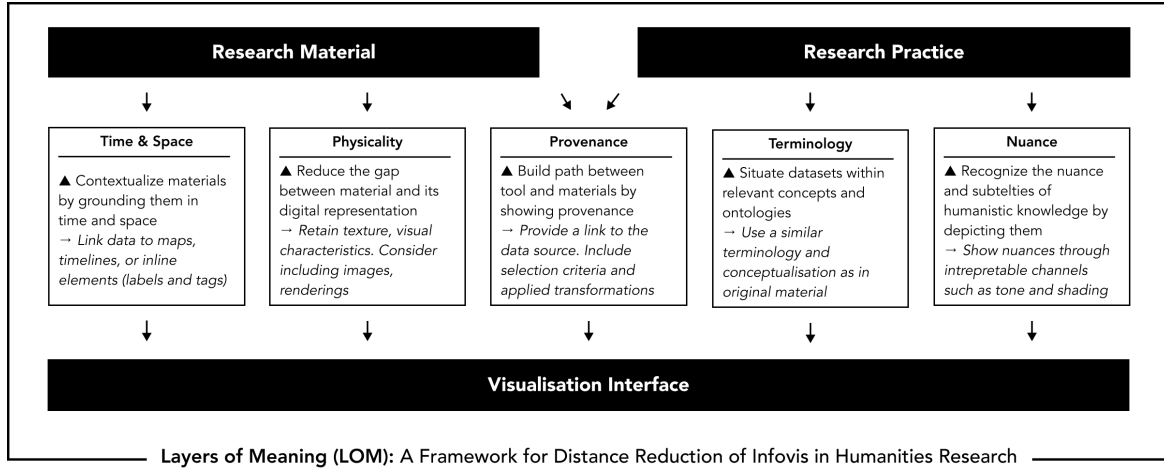 Research Material
Research Practice
Time & Space
▲ Contextualize materials
by grounding them in
time and space
→ Link data to maps,
timelines, or inline
elements (labels and tags)
Physicality
▲ Reduce the gap
between material and its
digital representation
→ Retain texture, visual
characteristics. Consider
including images,
renderings
Provenance
▲ Build path between
tool and materials by
showing provenance
→ Provide a link to the
data source. Include
selection criteria and
applied transformations
Terminology
▲ Situate datasets within
relevant concepts and
ontologies
→ Use a similar
terminology and
conceptualisation as in
original material
Nuance
▲ Recognize the nuance
and subtelties of
humanistic knowledge by
depicting them
→ Show nuances through
intrepretable channels
such as tone and shading
Visualisation Interface
Layers of Meaning (LOM): A Framework for Distance Reduction of Infovis in Humanities Research